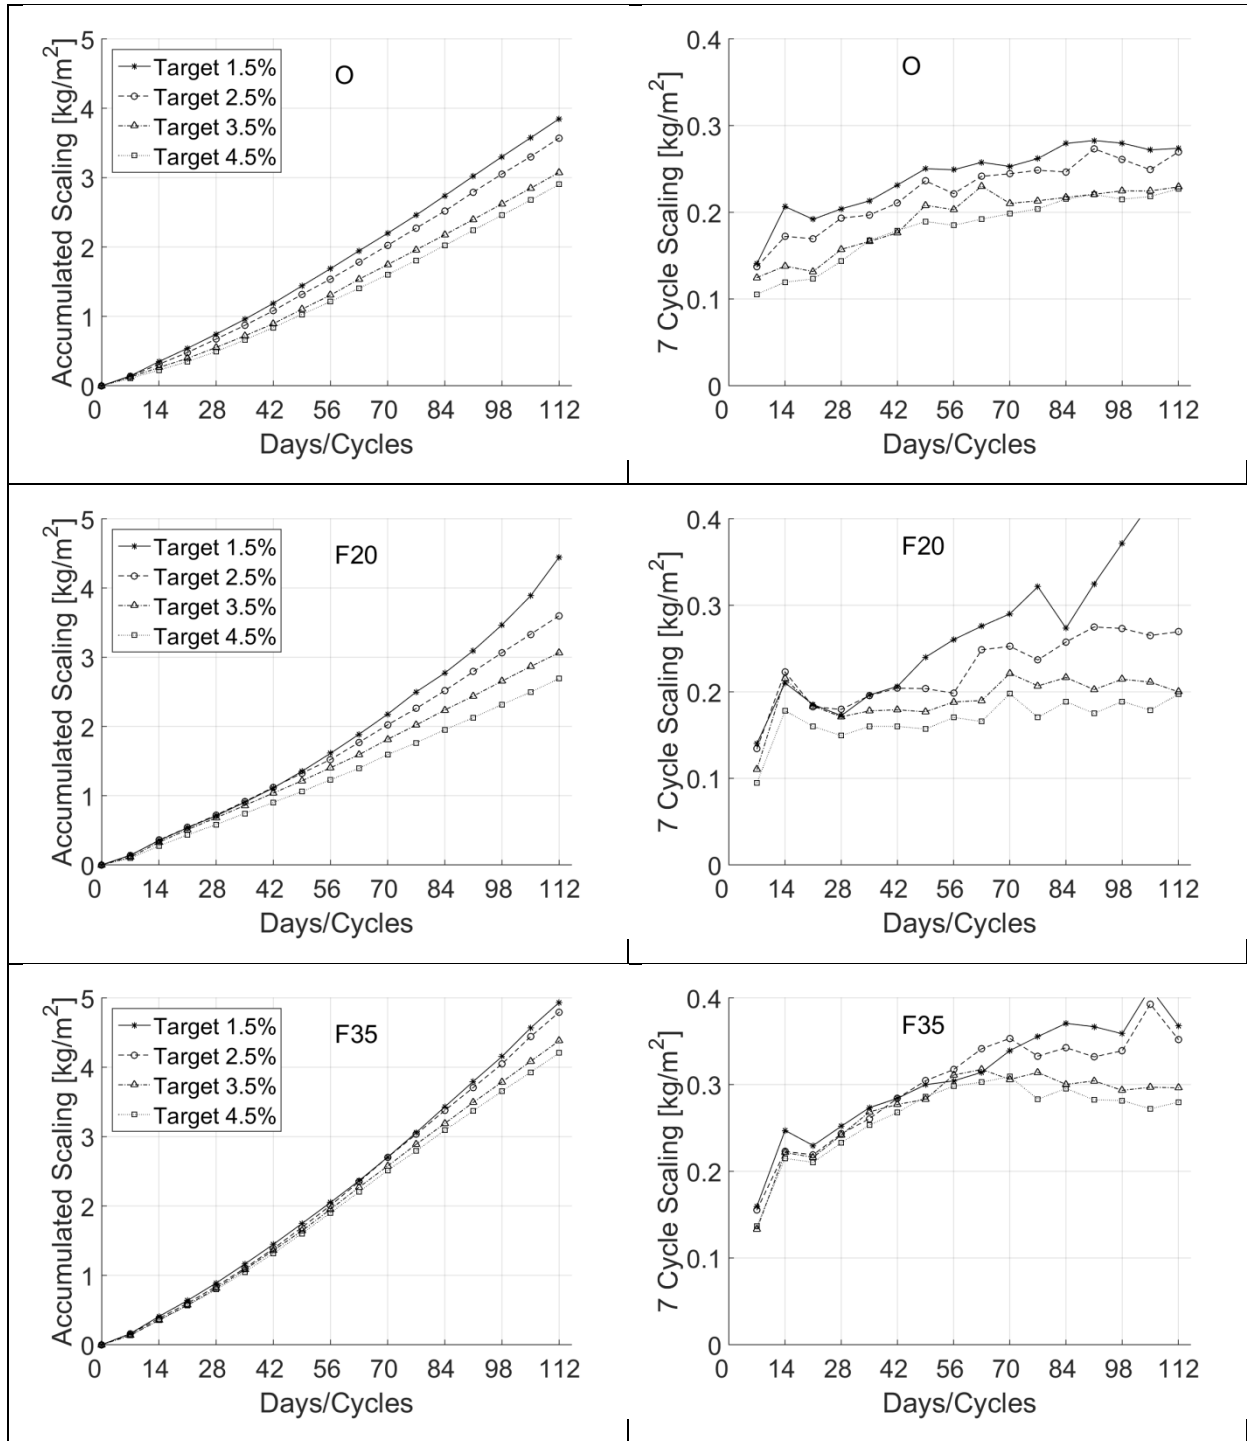 Accumulated Scaling [kg/m²]
5
4
3
2
1
0
Target 1.5%
Target 2.5%
Target 3.5%
Target 4.5%
O
0 14 28 42 56 70 84 98 112
Days/Cycles
7 Cycle Scaling [kg/m²]
0.4
0.3
0.2
0.1
0
O
0 14 28 42 56 70 84 98 112
Days/Cycles
Accumulated Scaling [kg/m²]
5
4
3
2
1
0
Target 1.5%
Target 2.5%
Target 3.5%
Target 4.5%
F20
0 14 28 42 56 70 84 98 112
Days/Cycles
7 Cycle Scaling [kg/m²]
0.4
0.3
0.2
0.1
0
F20
0 14 28 42 56 70 84 98 112
Days/Cycles
Accumulated Scaling [kg/m²]
5
4
3
2
1
0
Target 1.5%
Target 2.5%
Target 3.5%
Target 4.5%
F35
0 14 28 42 56 70 84 98 112
Days/Cycles
7 Cycle Scaling [kg/m²]
0.4
0.3
0.2
0.1
0
F35
0 14 28 42 56 70 84 98 112
Days/Cycles